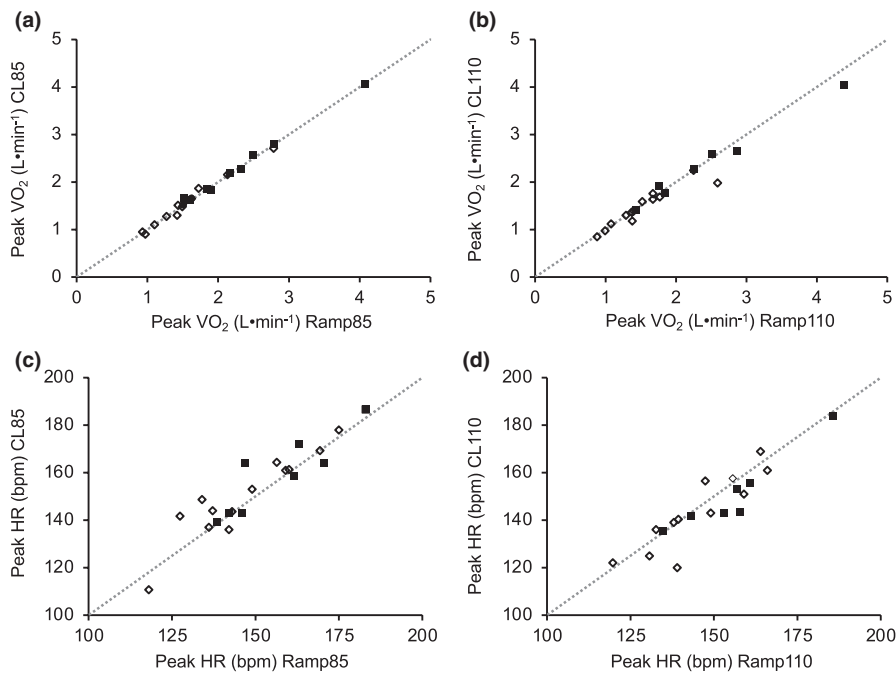 (a)
5
4
3
2
1
0
0 1 2 3 4 5
Peak VO₂ (L•min⁻¹) CL85
Peak VO₂ (L•min⁻¹) Ramp85
(b)
5
4
3
2
1
0
0 1 2 3 4 5
Peak VO₂ (L•min⁻¹) CL110
Peak VO₂ (L•min⁻¹) Ramp110
(c)
200
180
160
140
120
100
100 125 150 175 200
Peak HR (bpm) CL85
Peak HR (bpm) Ramp85
(d)
200
180
160
140
120
100
100 125 150 175 200
Peak HR (bpm) CL110
Peak HR (bpm) Ramp110